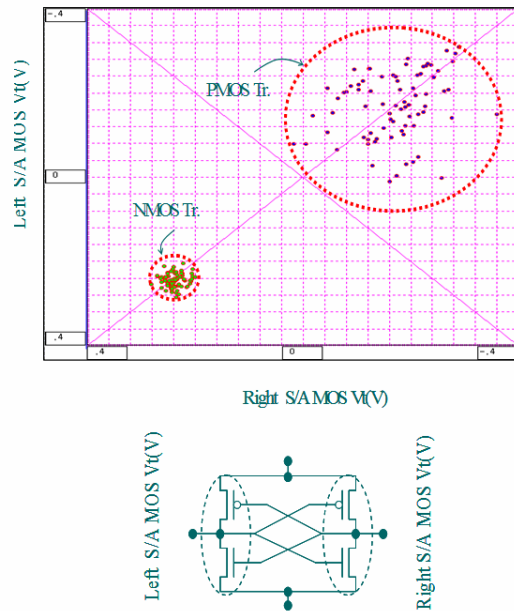 -.4
Left S/A MOS Vt(V)
PMOS Tr.
0
NMOS Tr.
.4
.4
0
-.4
Right S/A MOS Vt(V)
Left S/A MOS Vt(V)
Right S/A MOS Vt(V)